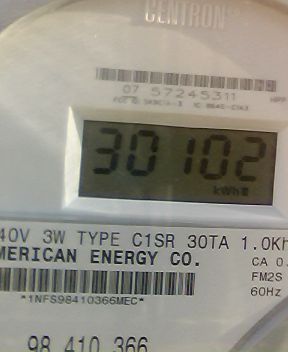 CENTRON®
07 57245311
30102
kWh
40V 3W TYPE C1SR 30TA 1.0Kh
MERICAN ENERGY CO.
CA 0.
FM2S
60Hz
*1NFS98410366MEC*
98 410 366